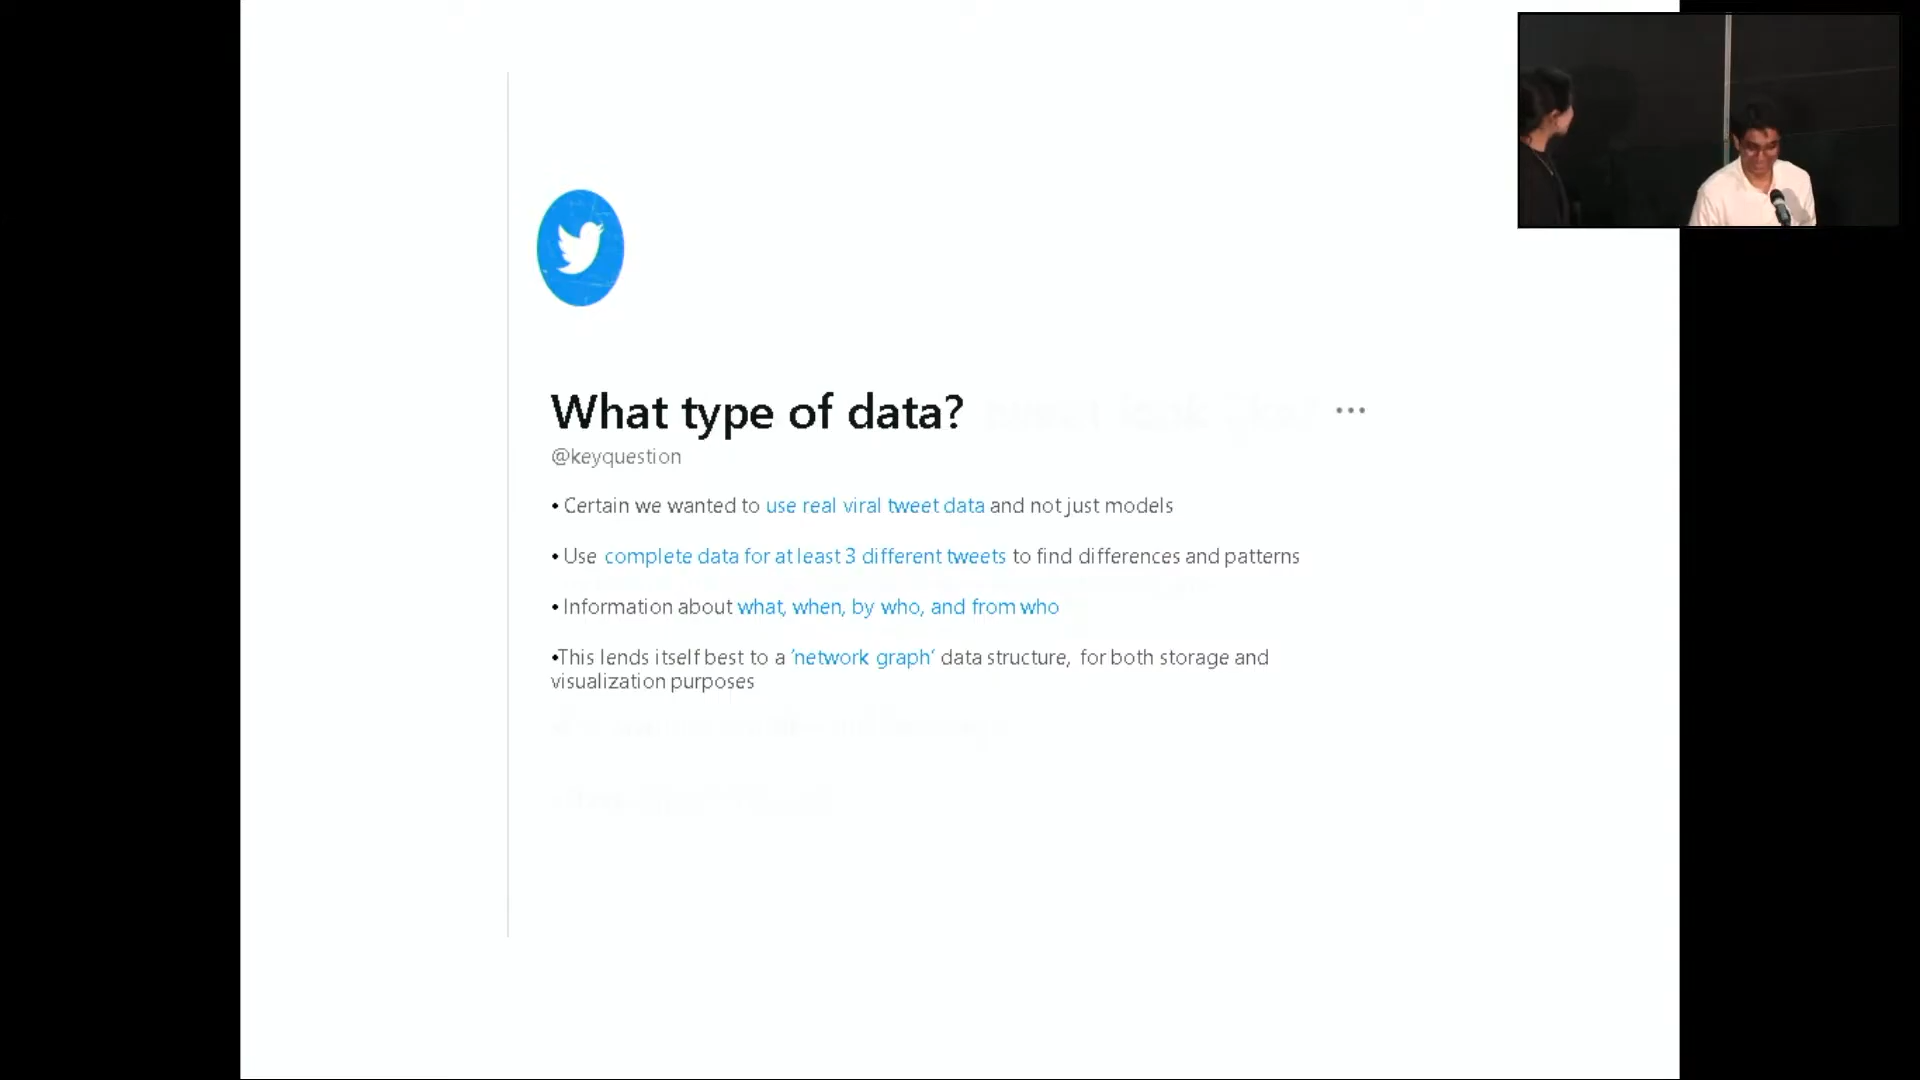 What type of data?
@keyquestion
• Certain we wanted to use real viral tweet data and not just models
• Use complete data for at least 3 different tweets to find differences and patterns
• Information about what, when, by who, and from who
•This lends itself best to a ‘network graph’ data structure, for both storage and
visualization purposes